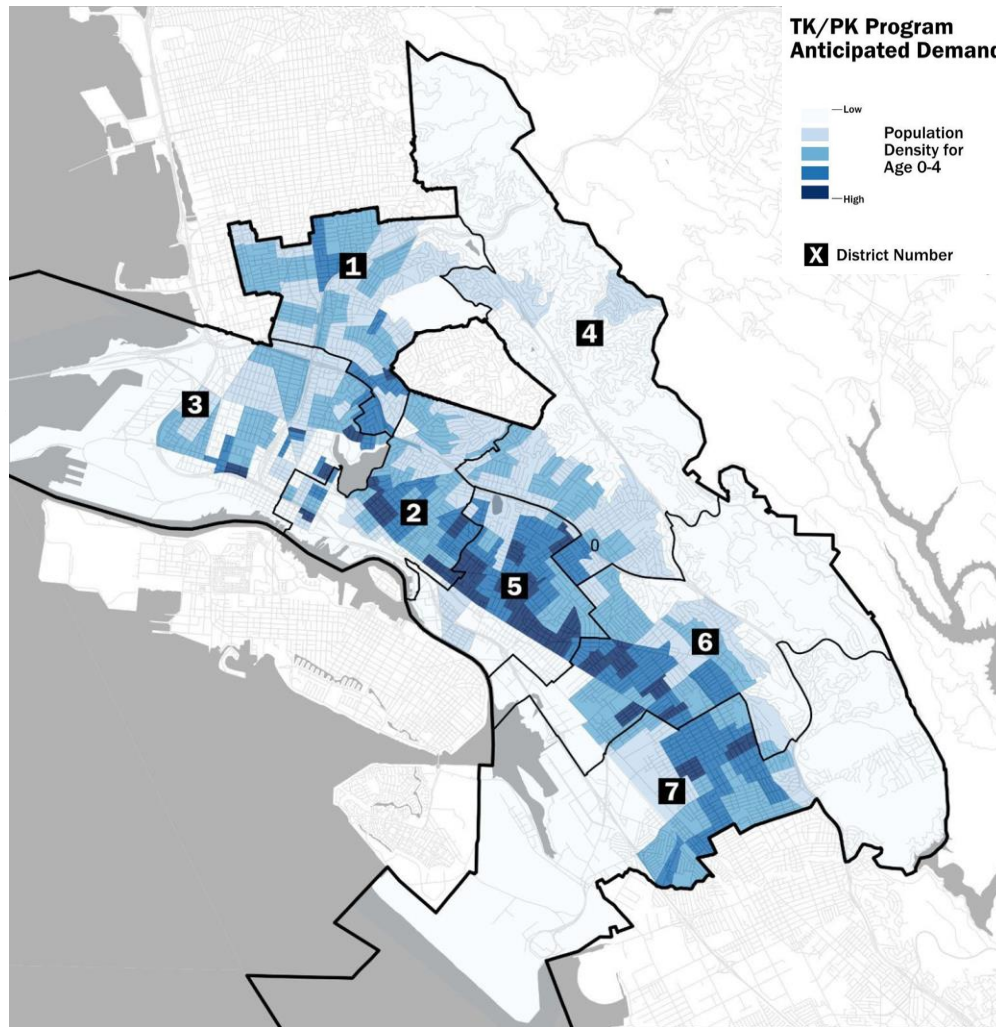 TK/PK Program
Anticipated Demand
Low
Population
Density for
Age 0-4
High
X District Number
1
4
3
2
0
5
6
7